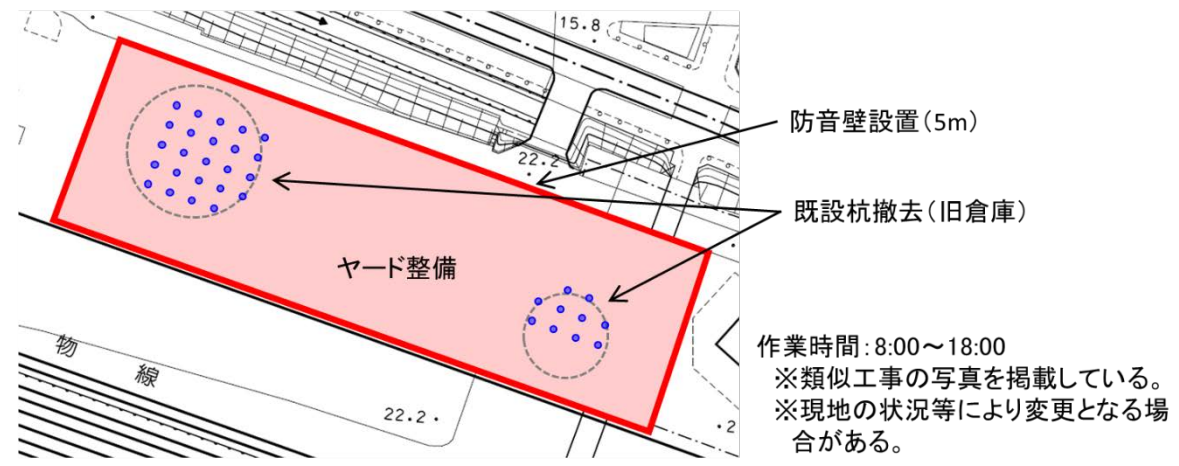 15.8
防音壁設置(5m)
22.2
既設杭撤去(旧倉庫)
ヤード整備
物線
22.2
作業時間:8:00~18:00
※類似工事の写真を掲載している。
※現地の状況等により変更となる場
合がある。